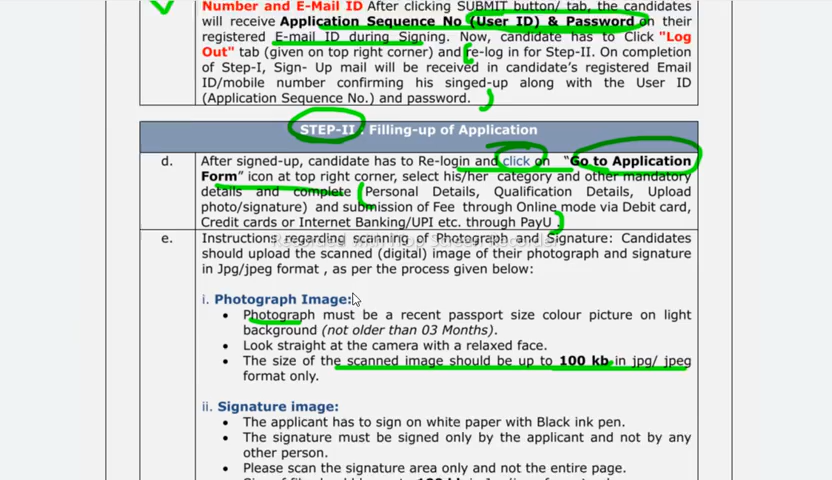 Number and E-Mail ID After clicking SUBMIT button/ tab, the candidates
will receive Application Sequence No (User ID) & Password on their
registered E-mail ID during Signing. Now, candidate has to Click "Log
Out" tab (given on top right corner) and re-log in for Step-II. On completion
of Step-I, Sign- Up mail will be received in candidate's registered Email
ID/mobile number confirming his singed-up along with the User ID
(Application Sequence No.) and password.
STEP-II : Filling-up of Application
d. After signed-up, candidate has to Re-login and click on "Go to Application
Form" icon at top right corner, select his/her category and other mandatory
details and complete (Personal Details, Qualification Details, Upload
photo/signature) and submission of Fee through Online mode via Debit card,
Credit cards or Internet Banking/UPI etc. through PayU .
e. Instructions regarding scanning of Photograph and Signature: Candidates
should upload the scanned (digital) image of their photograph and signature
in Jpg/jpeg format , as per the process given below:
i. Photograph Image:
• Photograph must be a recent passport size colour picture on light
background (not older than 03 Months).
• Look straight at the camera with a relaxed face.
• The size of the scanned image should be up to 100 kb in jpg/ jpeg
format only.
ii. Signature image:
• The applicant has to sign on white paper with Black ink pen.
• The signature must be signed only by the applicant and not by any
other person.
• Please scan the signature area only and not the entire page.